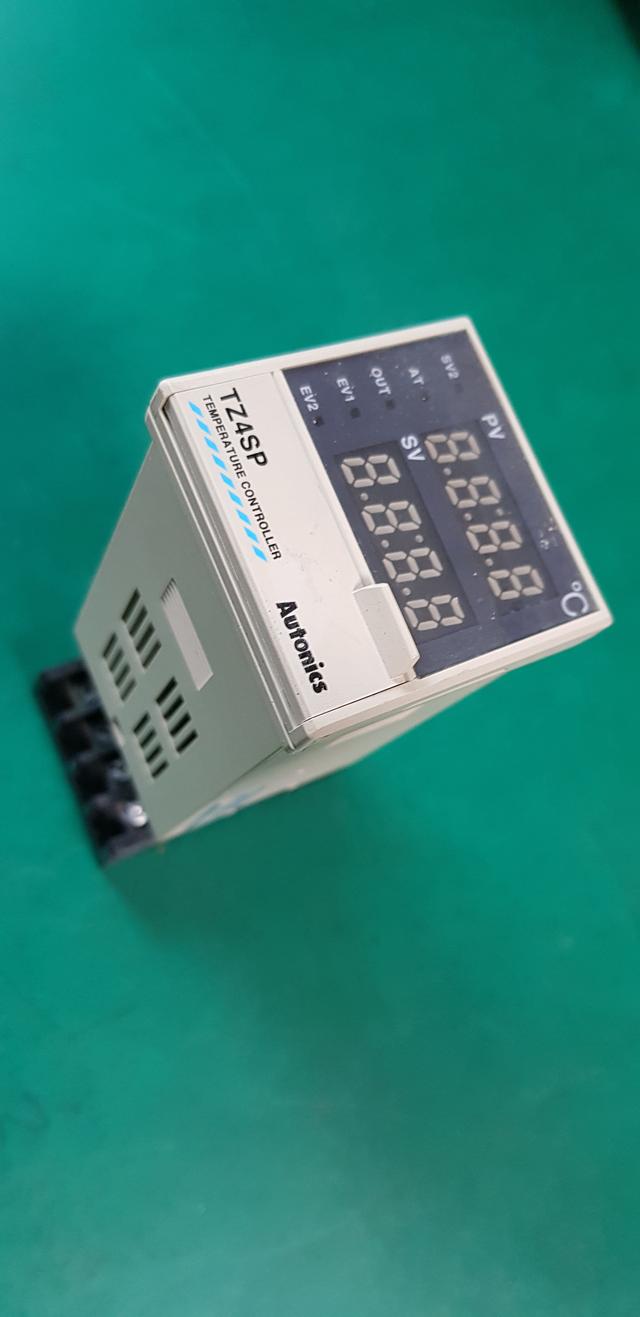 PV
8.8.8.8
°C
SV2
AT
OUT
EV1
EV2
SV
8.8.8.8
TZ4SP
TEMPERATURE CONTROLLER
Autonics